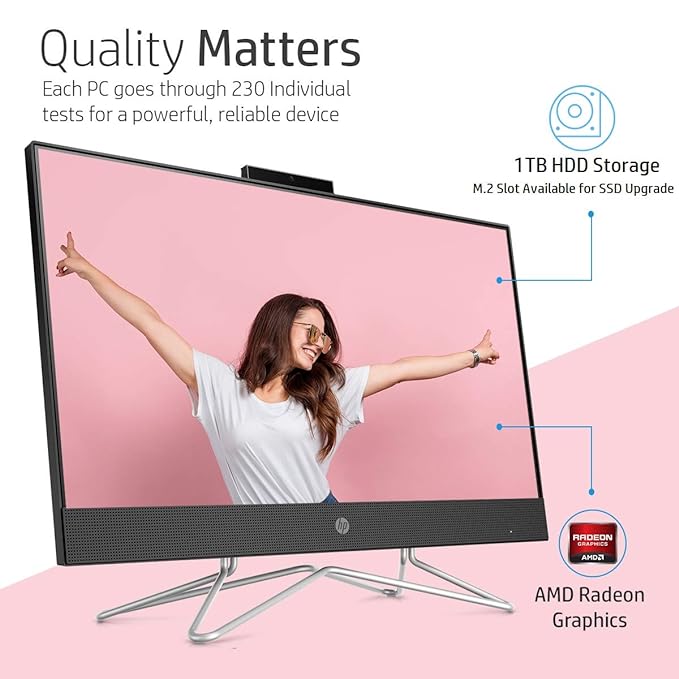 Quality Matters
Each PC goes through 230 Individual
tests for a powerful, reliable device
1TB HDD Storage
M.2 Slot Available for SSD Upgrade
hp
RADEON
GRAPHICS
AMD
AMD Radeon
Graphics